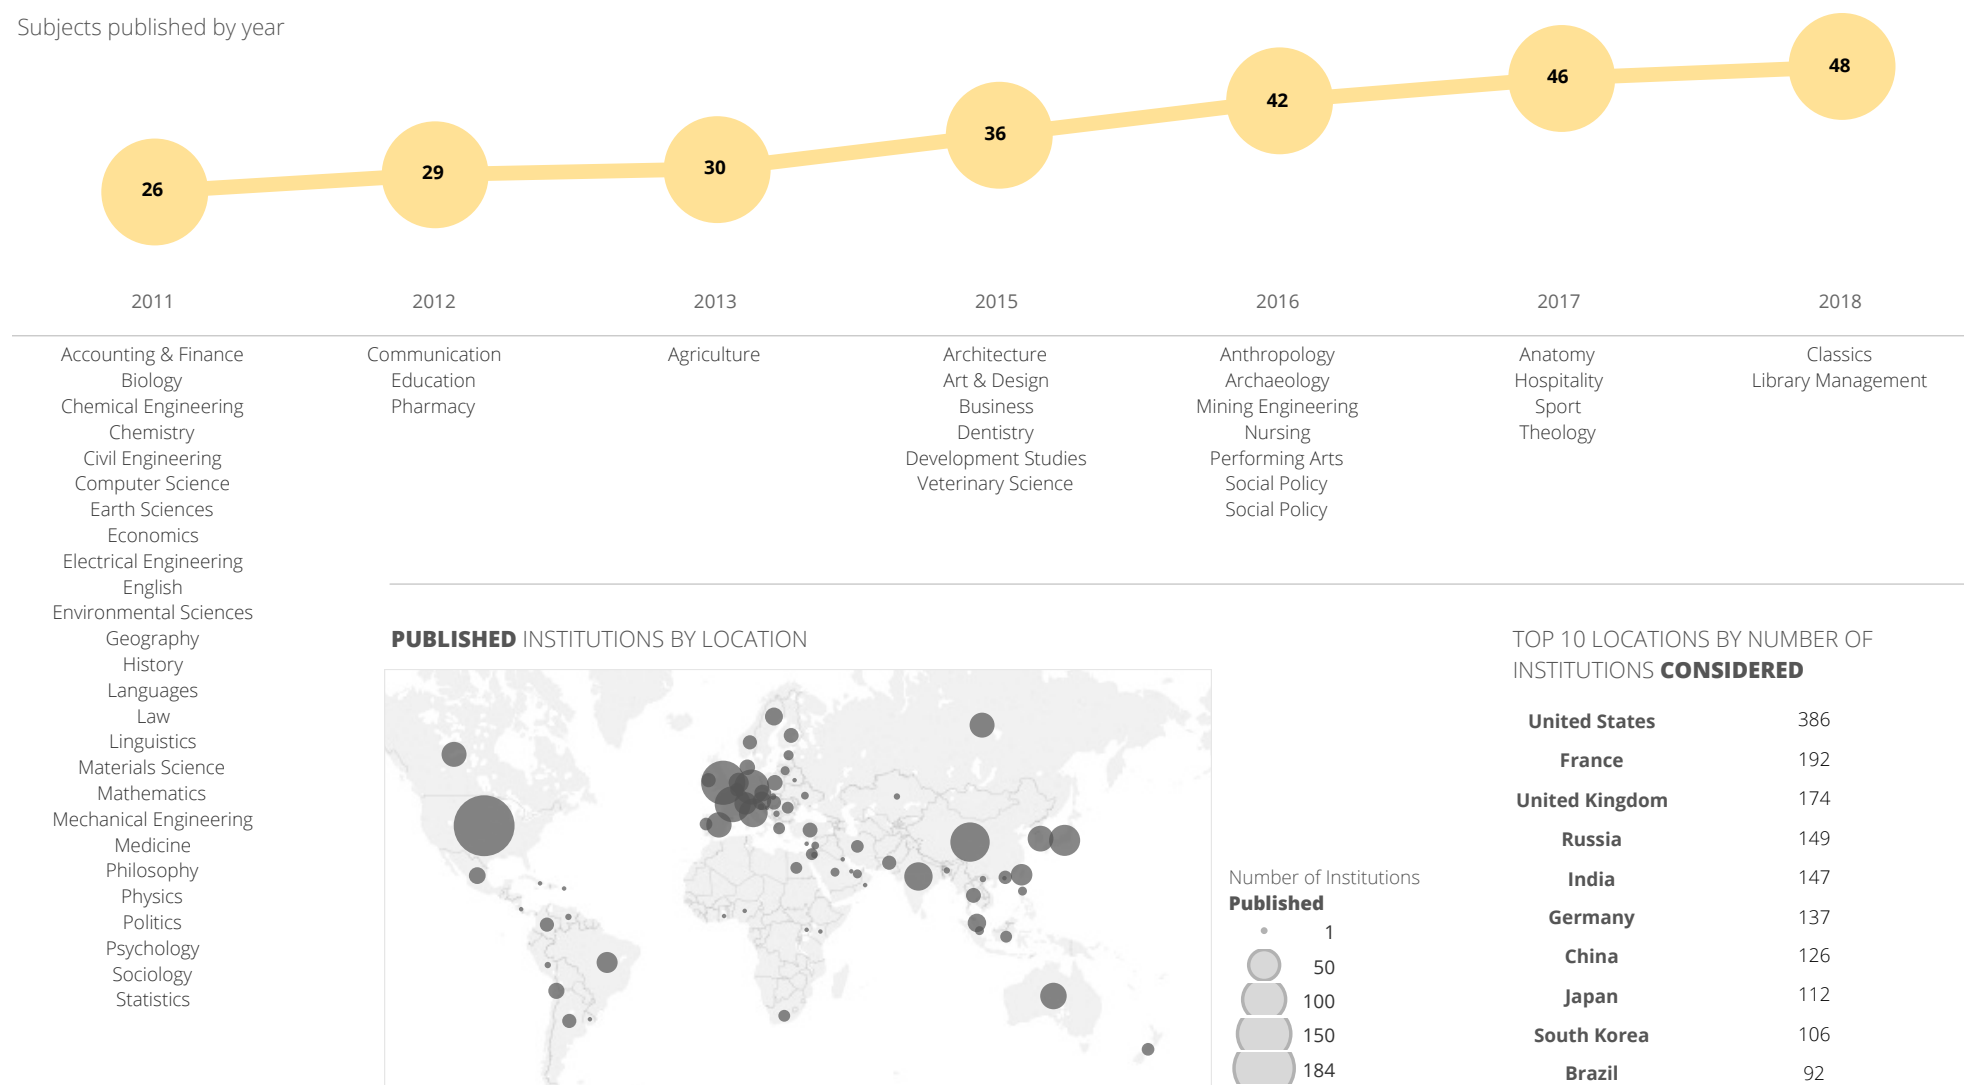 Subjects published by year
26
29
30
36
42
46
48
2011
2012
2013
2015
2016
2017
2018
Accounting & Finance
Biology
Chemical Engineering
Chemistry
Civil Engineering
Computer Science
Earth Sciences
Economics
Electrical Engineering
English
Environmental Sciences
Geography
History
Languages
Law
Linguistics
Materials Science
Mathematics
Mechanical Engineering
Medicine
Philosophy
Physics
Politics
Psychology
Sociology
Statistics
Communication
Education
Pharmacy
Agriculture
Architecture
Art & Design
Business
Dentistry
Development Studies
Veterinary Science
Anthropology
Archaeology
Mining Engineering
Nursing
Performing Arts
Social Policy
Social Policy
Anatomy
Hospitality
Sport
Theology
Classics
Library Management
PUBLISHED INSTITUTIONS BY LOCATION
Number of Institutions
Published
1
50
100
150
184
TOP 10 LOCATIONS BY NUMBER OF
INSTITUTIONS CONSIDERED
United States 386
France 192
United Kingdom 174
Russia 149
India 147
Germany 137
China 126
Japan 112
South Korea 106
Brazil 92